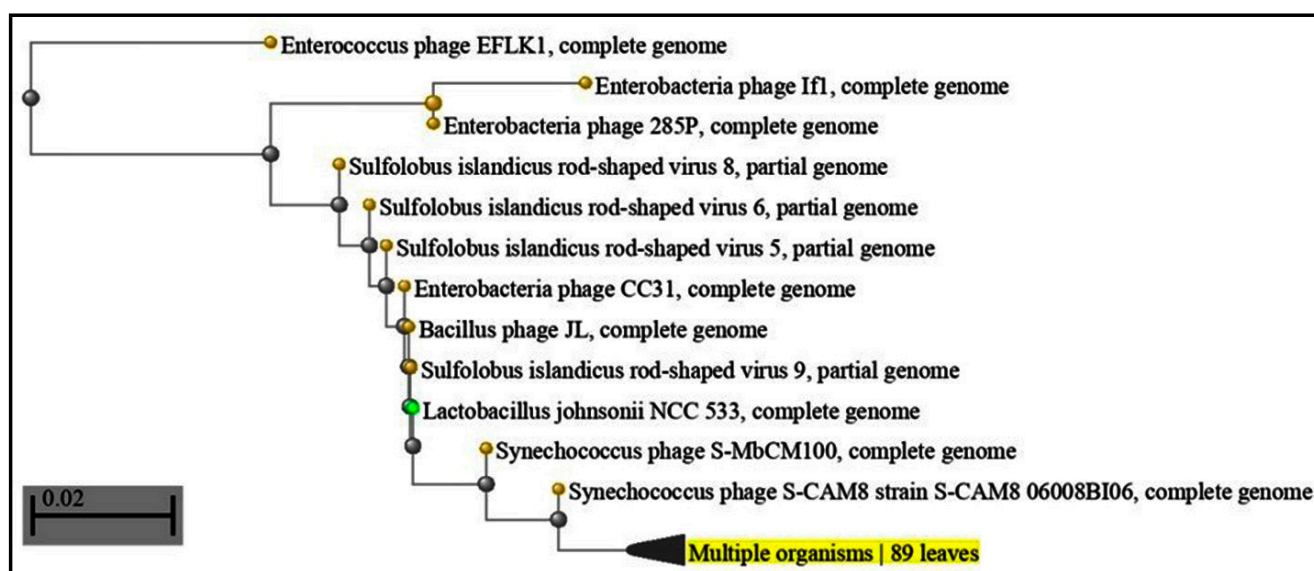 Enterococcus phage EFLK1, complete genome
Enterobacteria phage If1, complete genome
Enterobacteria phage 285P, complete genome
Sulfolobus islandicus rod-shaped virus 8, partial genome
Sulfolobus islandicus rod-shaped virus 6, partial genome
Sulfolobus islandicus rod-shaped virus 5, partial genome
Enterobacteria phage CC31, complete genome
Bacillus phage JL, complete genome
Sulfolobus islandicus rod-shaped virus 9, partial genome
Lactobacillus johnsonii NCC 533, complete genome
Synechococcus phage S-MbCM100, complete genome
Synechococcus phage S-CAM8 strain S-CAM8 06008BI06, complete genome
0.02
Multiple organisms | 89 leaves